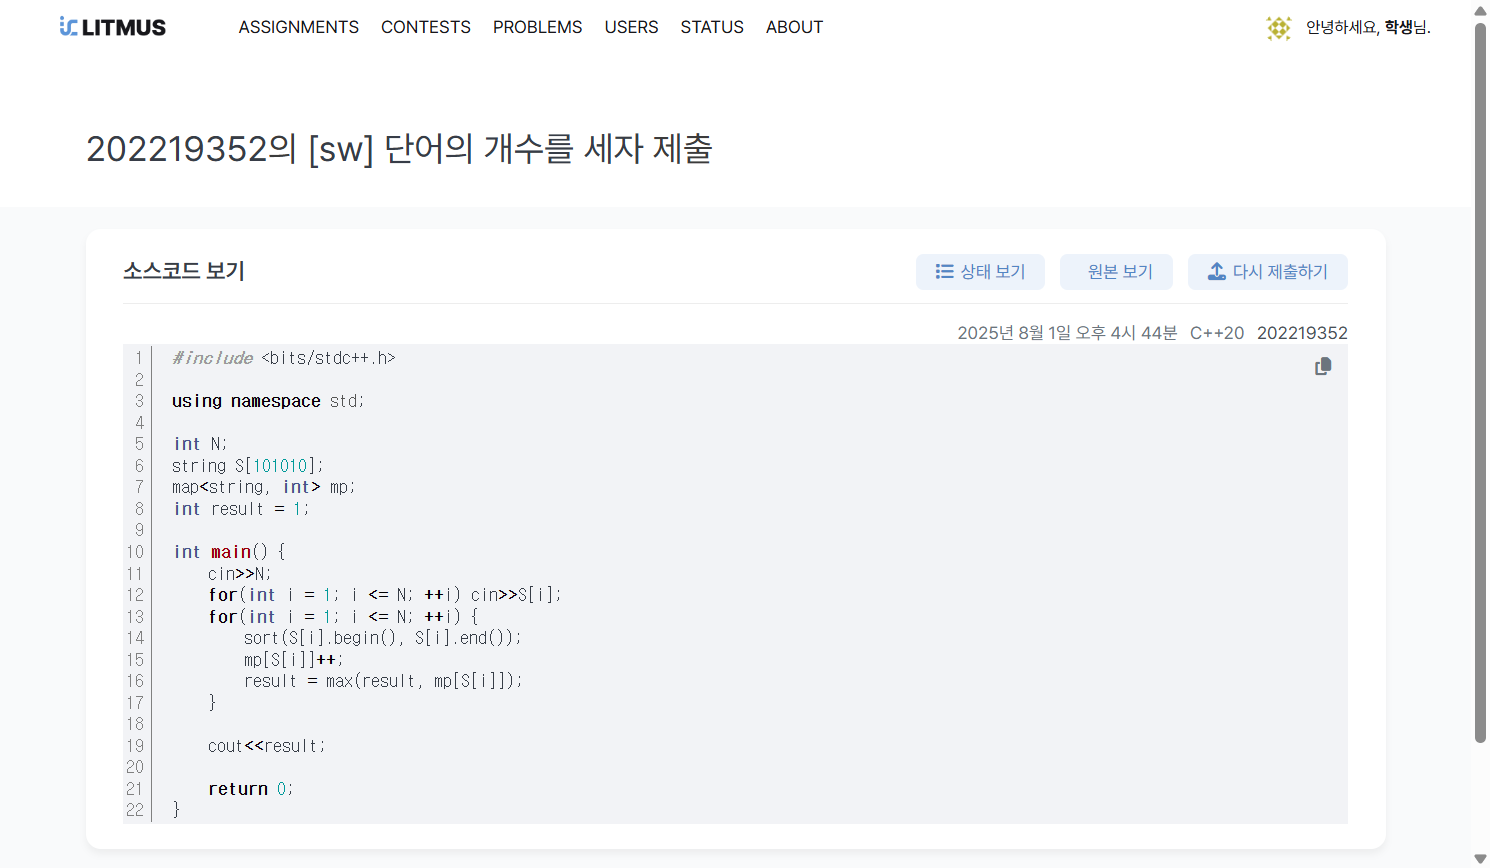 LITMUS ASSIGNMENTS CONTESTS PROBLEMS USERS STATUS ABOUT 안녕하세요, 학생님.
202219352의 [sw] 단어의 개수를 세자 제출
소스코드 보기 상태 보기 원본 보기 다시 제출하기
2025년 8월 1일 오후 4시 44분 C++20 202219352
1 #include <bits/stdc++.h>
2
3 using namespace std;
4
5 int N;
6 string S[101010];
7 map<string, int> mp;
8 int result = 1;
9
10 int main() {
11     cin>>N;
12     for(int i = 1; i <= N; ++i) cin>>S[i];
13     for(int i = 1; i <= N; ++i) {
14         sort(S[i].begin(), S[i].end());
15         mp[S[i]]++;
16         result = max(result, mp[S[i]]);
17     }
18
19     cout<<result;
20
21     return 0;
22 }